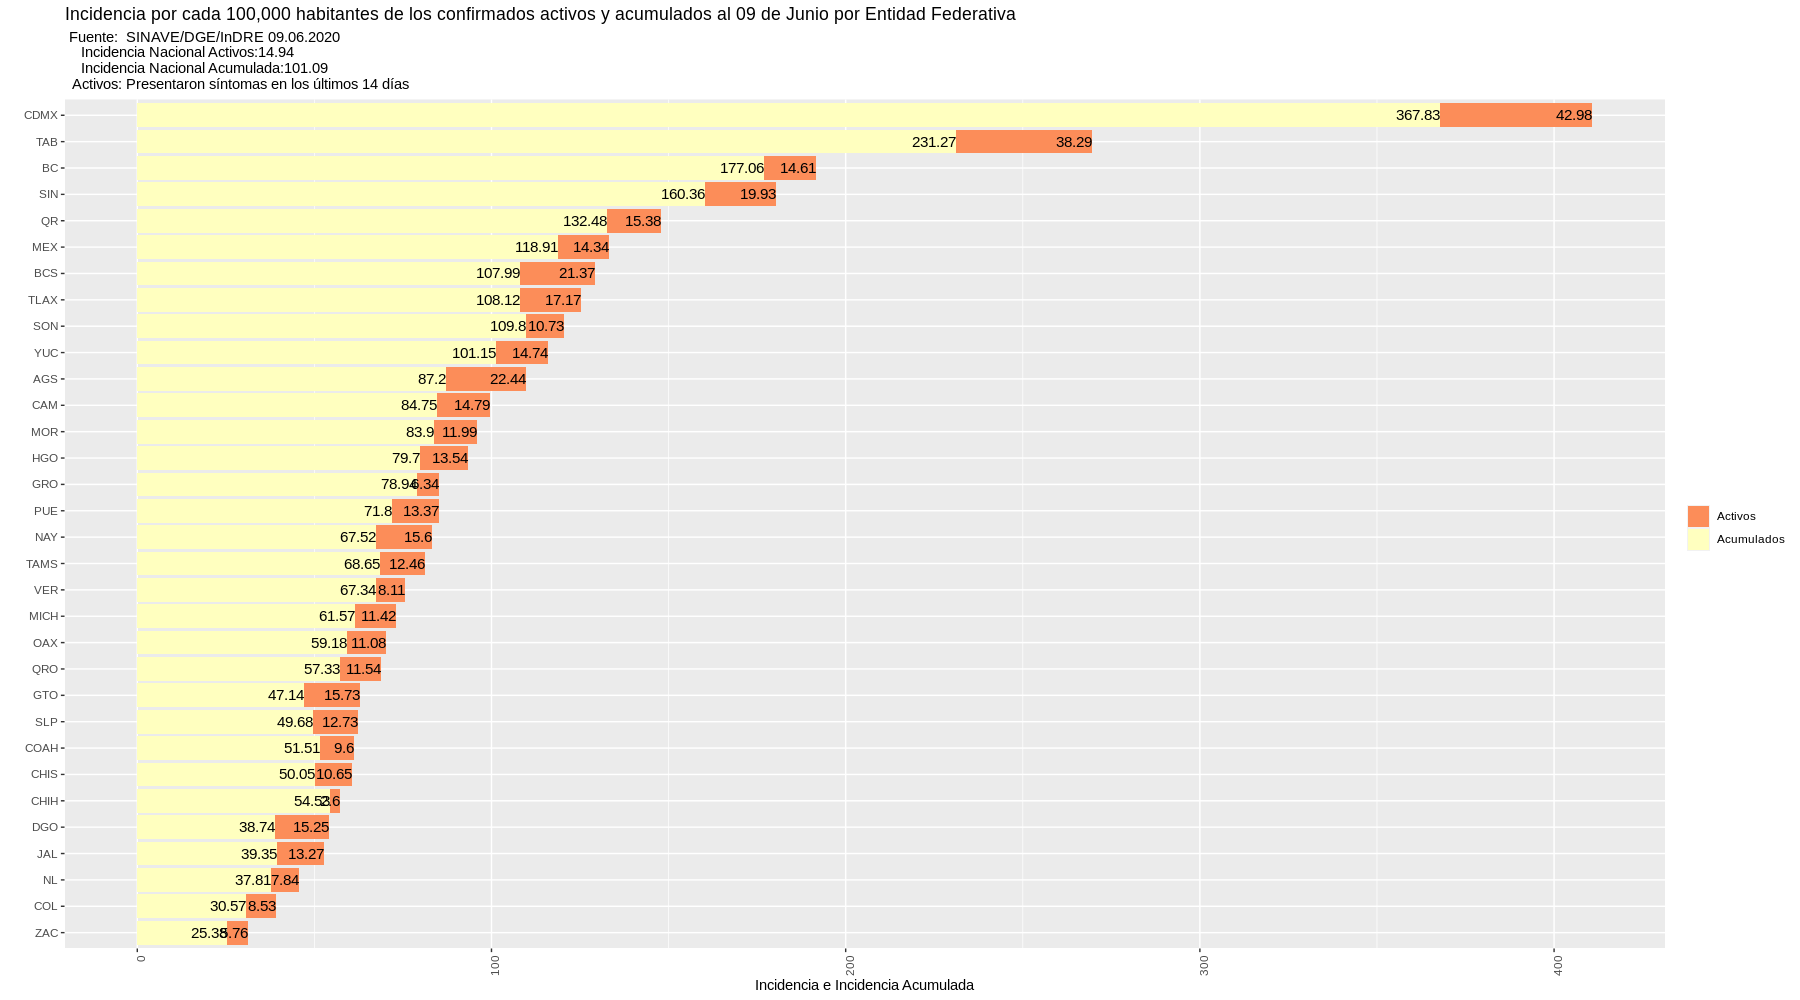 Incidencia por cada 100,000 habitantes de los confirmados activos y acumulados al 09 de Junio por Entidad Federativa
Fuente: SINAVE/DGE/InDRE 09.06.2020
Incidencia Nacional Activos:14.94
Incidencia Nacional Acumulada:101.09
Activos: Presentaron síntomas en los últimos 14 días
CDMX 367.83 42.98
TAB 231.27 38.29
BC 177.06 14.61
SIN 160.36 19.93
QR 132.48 15.38
MEX 118.91 14.34
BCS 107.99 21.37
TLAX 108.12 17.17
SON 109.8 10.73
YUC 101.15 14.74
AGS 87.2 22.44
CAM 84.75 14.79
MOR 83.9 11.99
HGO 79.7 13.54
GRO 78.94 6.34
PUE 71.8 13.37
NAY 67.52 15.6
TAMS 68.65 12.46
VER 67.34 8.11
MICH 61.57 11.42
OAX 59.18 11.08
QRO 57.33 11.54
GTO 47.14 15.73
SLP 49.68 12.73
COAH 51.51 9.6
CHIS 50.05 10.65
CHIH
DGO 38.74 15.25
JAL 39.35 13.27
NL 37.81 7.84
COL 30.57 8.53
ZAC
0 100 200 300 400
Incidencia e Incidencia Acumulada
Activos
Acumulados